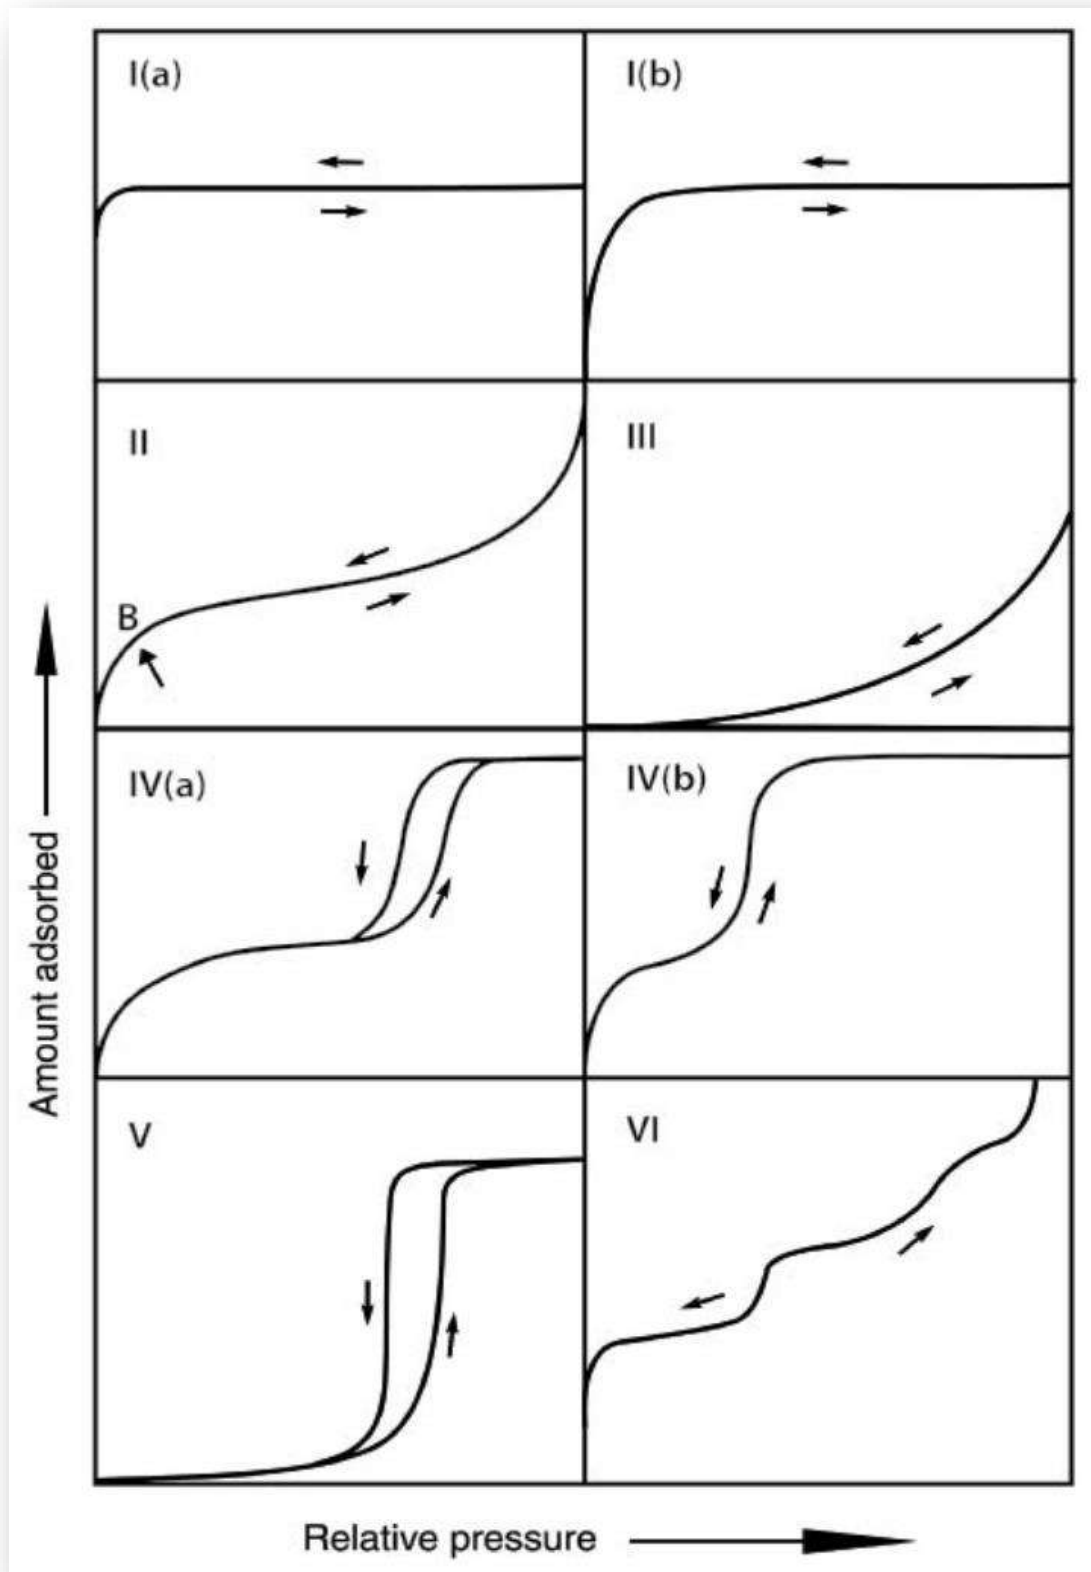 I(a)
I(b)
II
III
B
IV(a)
IV(b)
V
VI
Amount adsorbed
Relative pressure